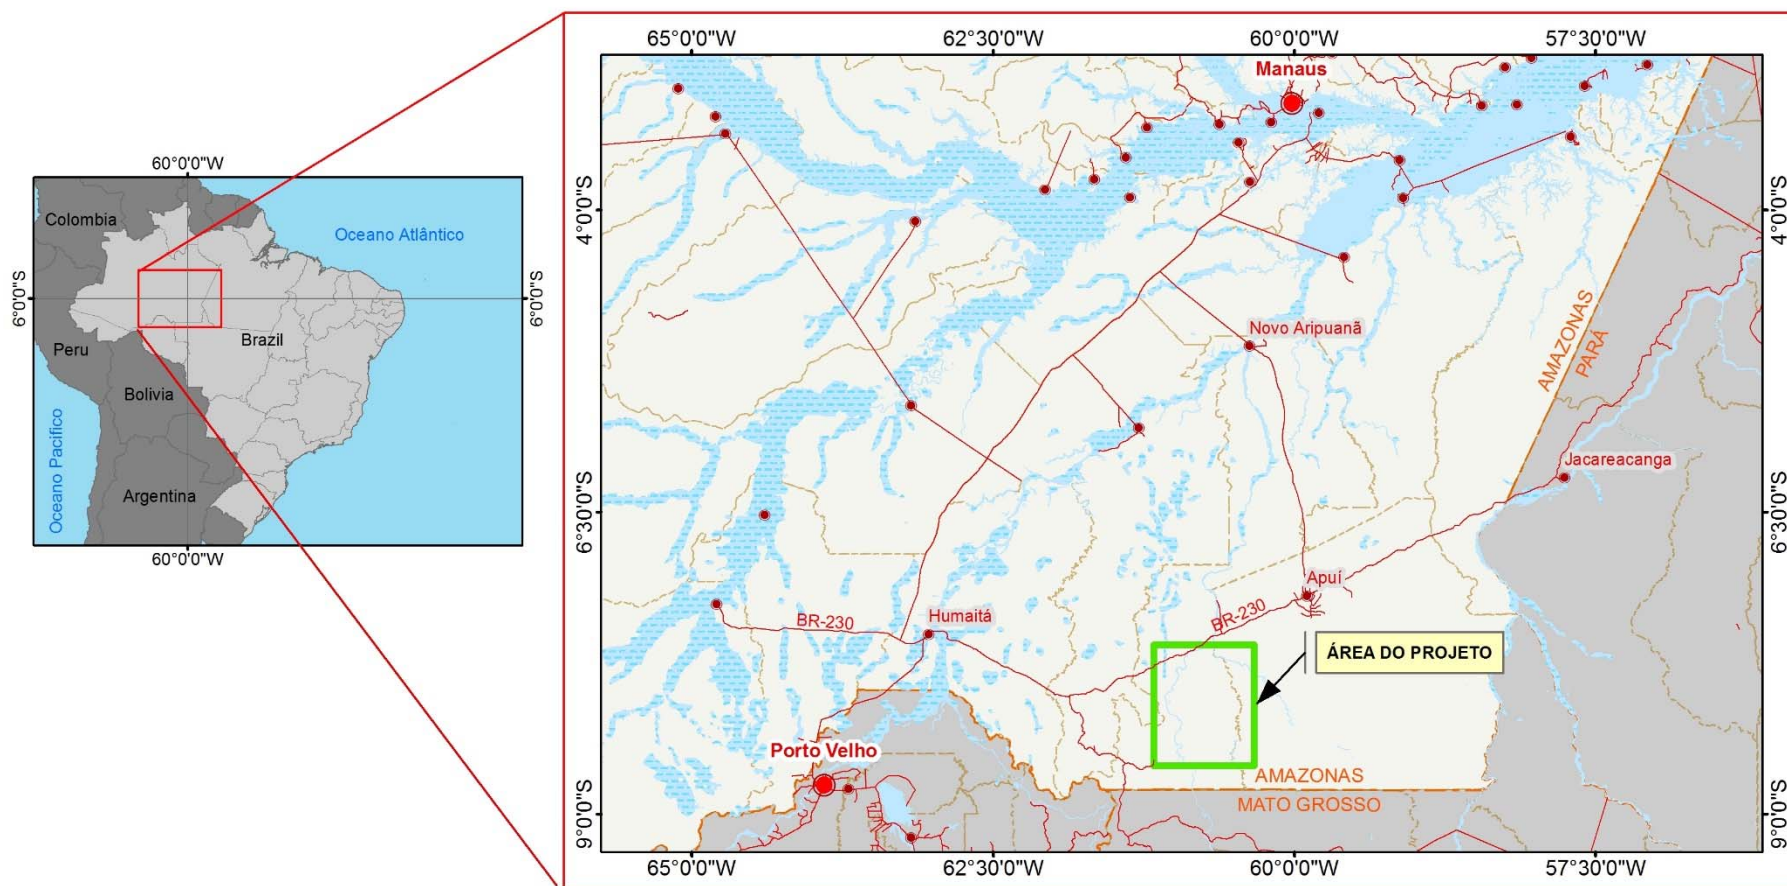 60°0'0"W
Colombia
Oceano Atlântico
6°0'0"S
6°0'0"S
Peru
Brazil
Bolivia
Oceano Pacifico
Argentina
60°0'0"W
65°0'0"W
62°30'0"W
60°0'0"W
57°30'0"W
Manaus
4°0'0"S
4°0'0"S
Novo Aripuanã
AMAZONAS
PARÁ
Jacareacanga
6°30'0"S
6°30'0"S
Apuí
BR-230
Humaitá
BR-230
ÁREA DO PROJETO
Porto Velho
AMAZONAS
MATO GROSSO
9°0'0"S
9°0'0"S
65°0'0"W
62°30'0"W
60°0'0"W
57°30'0"W